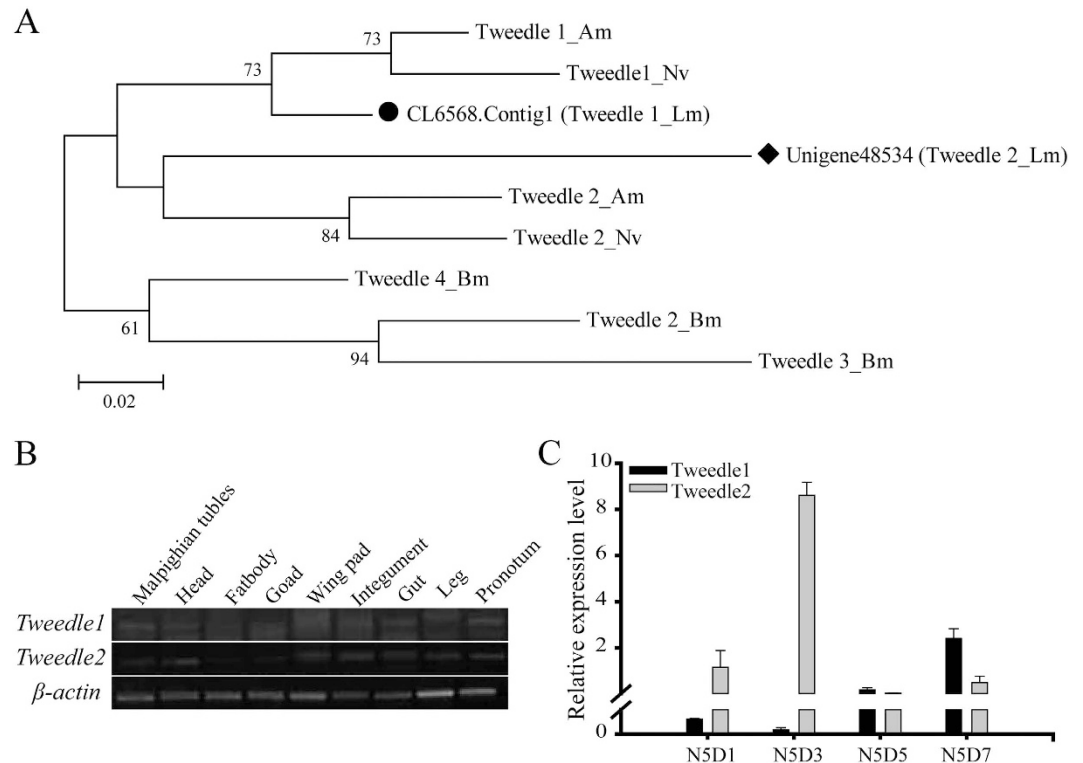 A
Tweedle 1_Am
73
Tweedle1_Nv
73
CL6568.Contig1 (Tweedle 1_Lm)
Unigene48534 (Tweedle 2_Lm)
Tweedle 2_Am
84
Tweedle 2_Nv
Tweedle 4_Bm
61
Tweedle 2_Bm
94
Tweedle 3_Bm
0.02
B
Malpighian tubles
Head
Fatbody
Goad
Wing pad
Integument
Gut
Leg
Pronotum
Tweedle1
Tweedle2
β-actin
C
Relative expression level
10
8
6
4
2
0
Tweedle1
Tweedle2
N5D1 N5D3 N5D5 N5D7